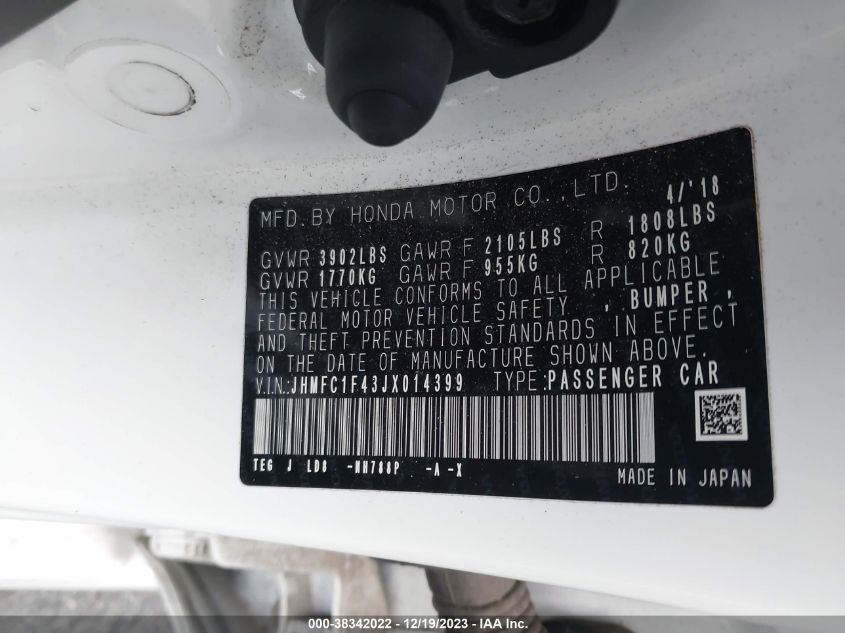 MFD. BY HONDA MOTOR CO., LTD. 4/'18
GVWR 3902LBS GAWR F 2105LBS R 1808LBS
GVWR 1770KG GAWR F 955KG R 820KG
THIS VEHICLE CONFORMS TO ALL APPLICABLE
FEDERAL MOTOR VEHICLE SAFETY , BUMPER ,
AND THEFT PREVENTION STANDARDS IN EFFECT
ON THE DATE OF MANUFACTURE SHOWN ABOVE.
V.I.N.:JHMFC1F43JX014399 TYPE:PASSENGER CAR
TEG J LD8 -NH788P -A -X
MADE IN JAPAN
000-38342022 - 12/19/2023 - IAA Inc.